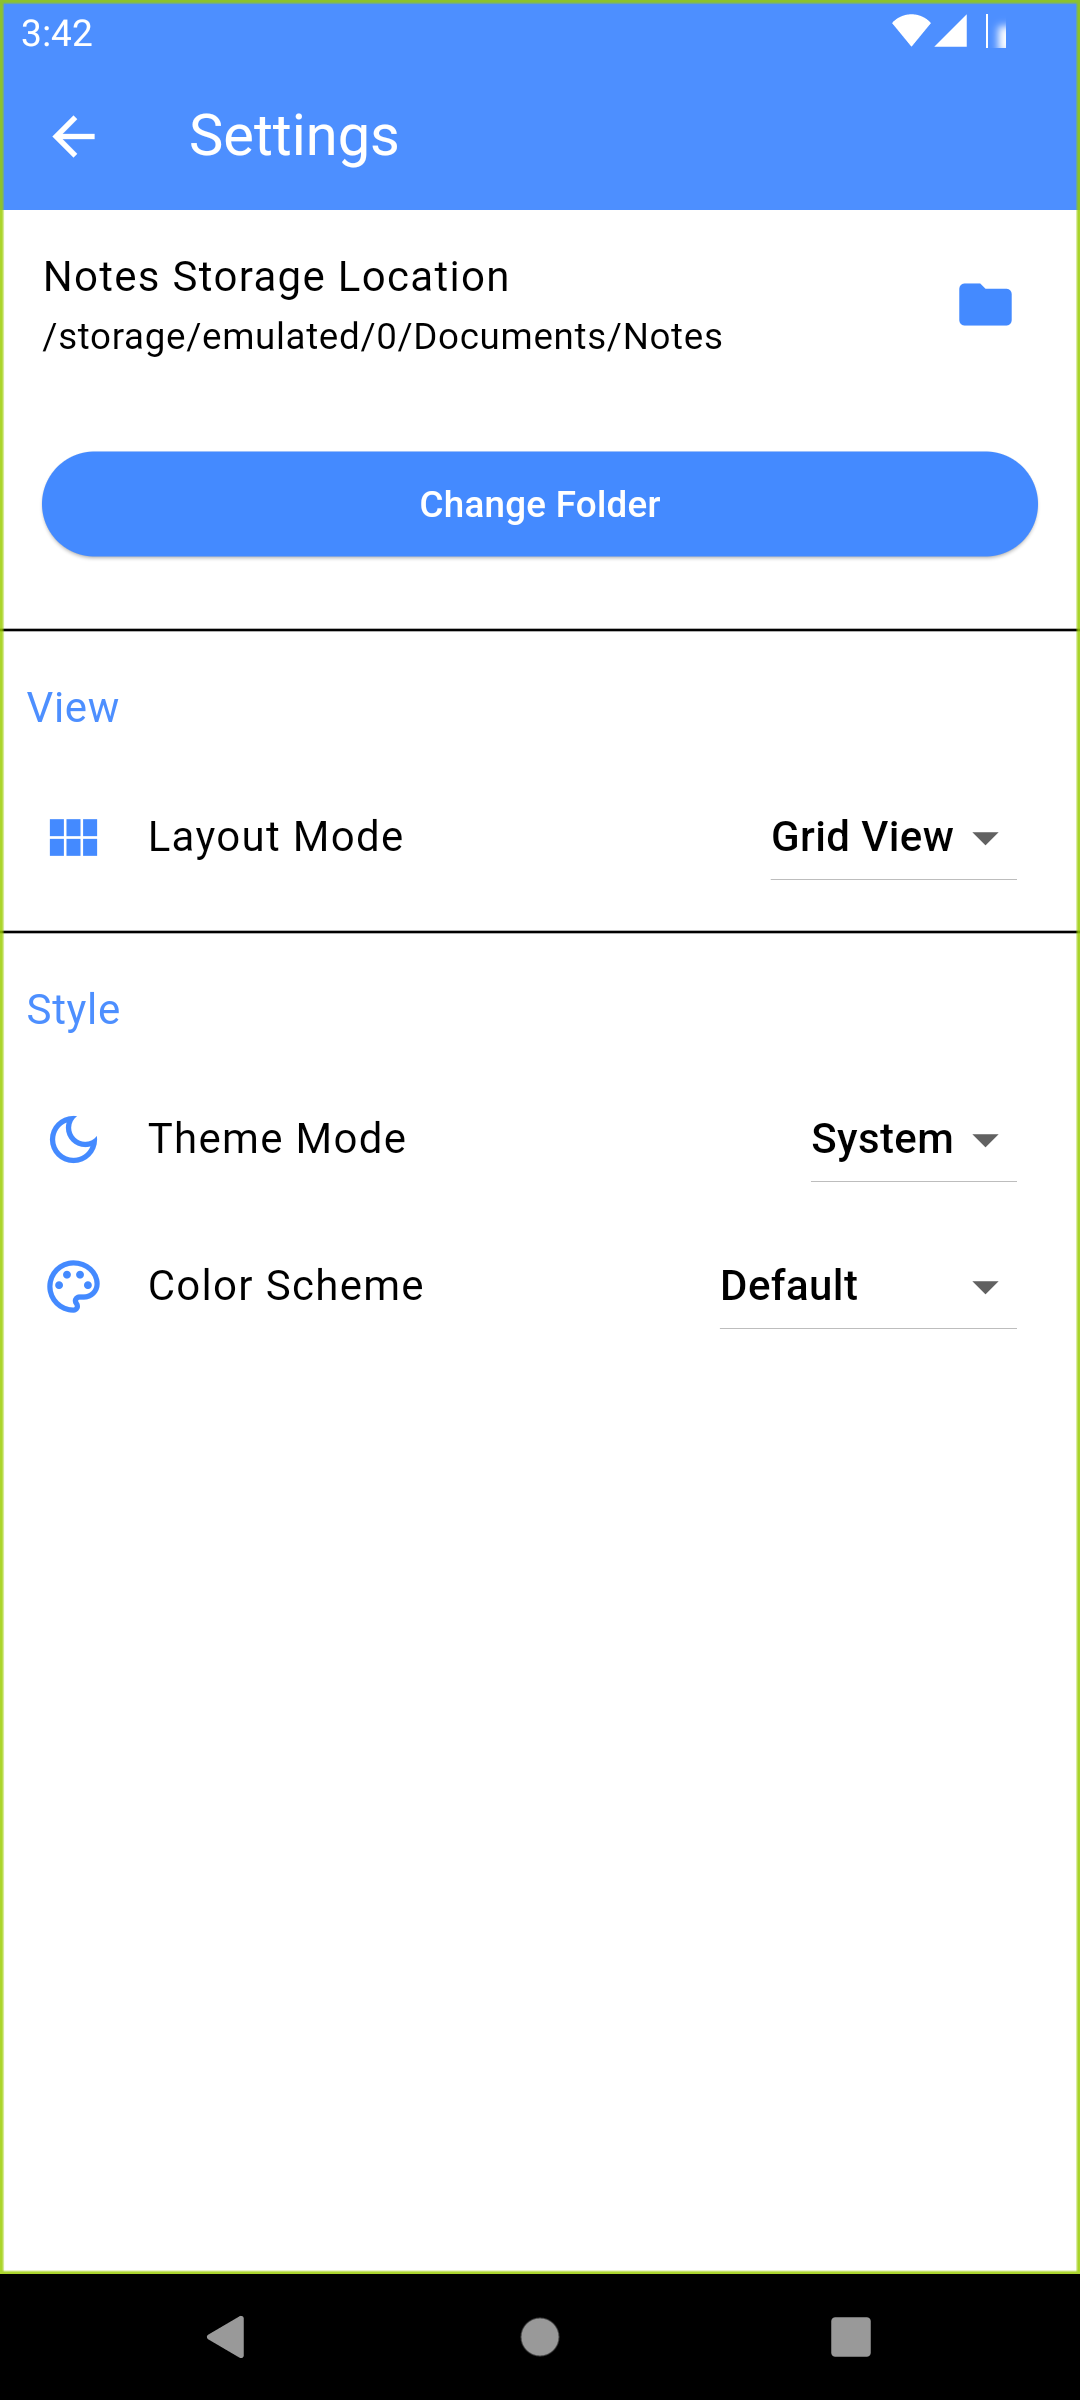 3:42
Settings
Notes Storage Location
/storage/emulated/0/Documents/Notes
Change Folder
View
Layout Mode Grid View
Style
Theme Mode System
Color Scheme Default